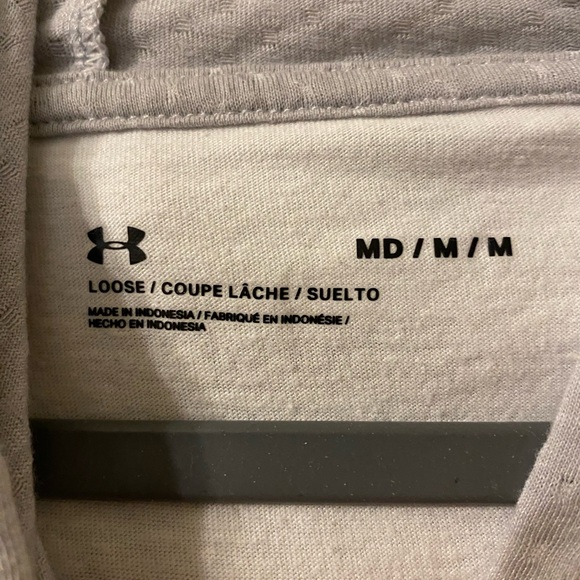 MD / M / M
LOOSE / COUPE LÂCHE / SUELTO
MADE IN INDONESIA / FABRIQUÉ EN INDONÉSIE /
HECHO EN INDONESIA